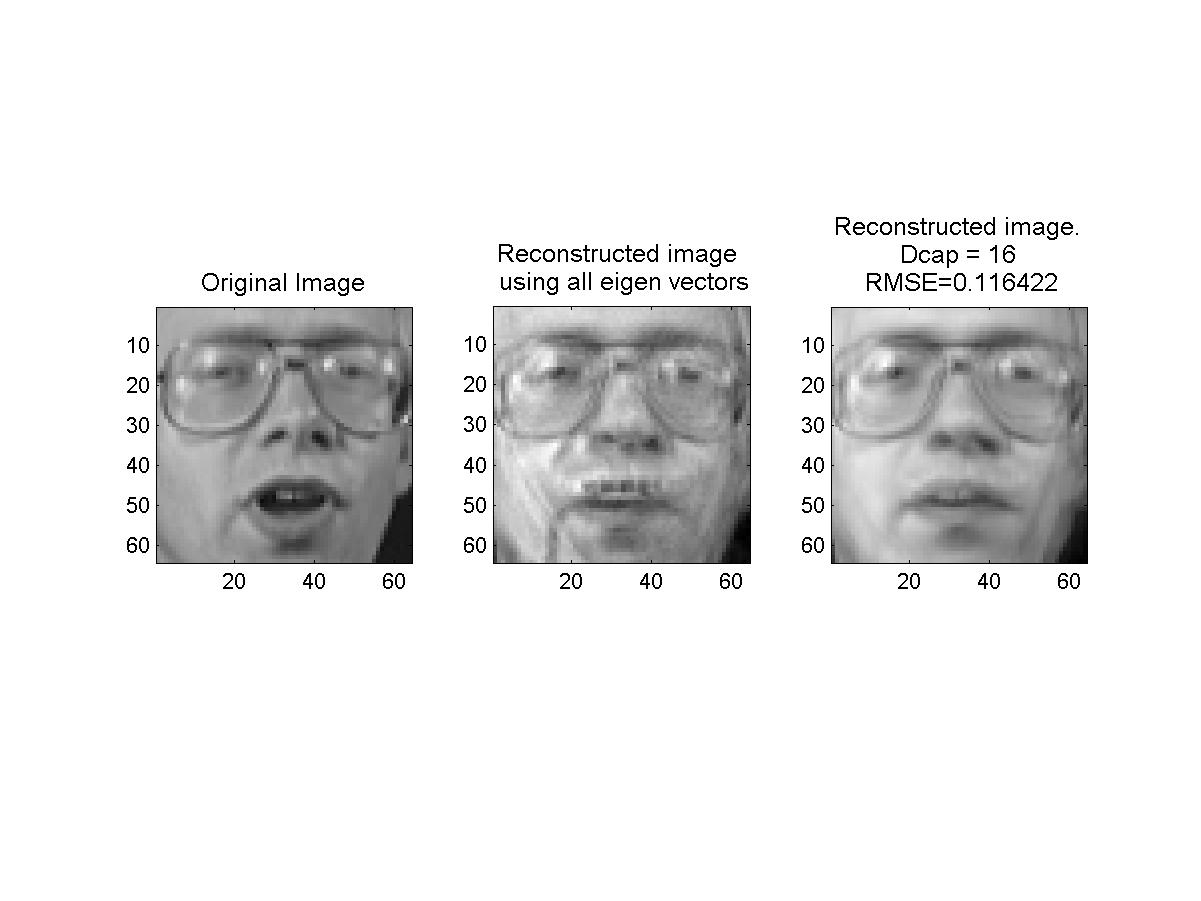 Original Image
10
20
30
40
50
60
20 40 60
Reconstructed image
using all eigen vectors
10
20
30
40
50
60
20 40 60
Reconstructed image.
Dcap = 16
RMSE=0.116422
10
20
30
40
50
60
20 40 60